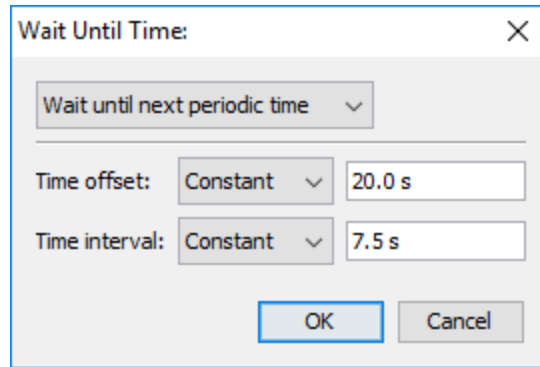 Wait Until Time:
Wait until next periodic time
Time offset: Constant 20.0 s
Time interval: Constant 7.5 s
OK Cancel